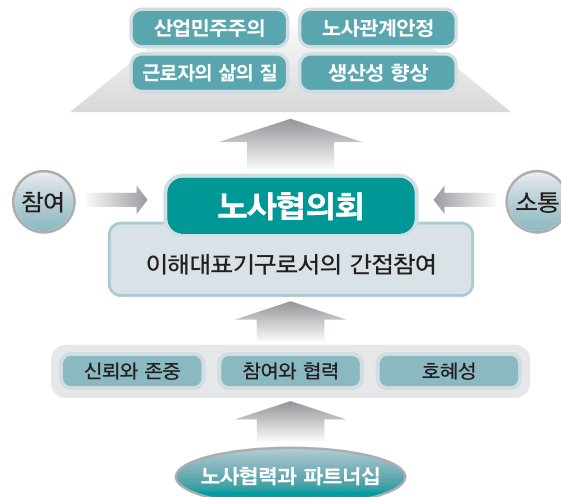 산업민주주의
노사관계안정
근로자의 삶의 질
생산성 향상
참여
노사협의회
소통
이해대표기구로서의 간접참여
신뢰와 존중
참여와 협력
호혜성
노사협력과 파트너십